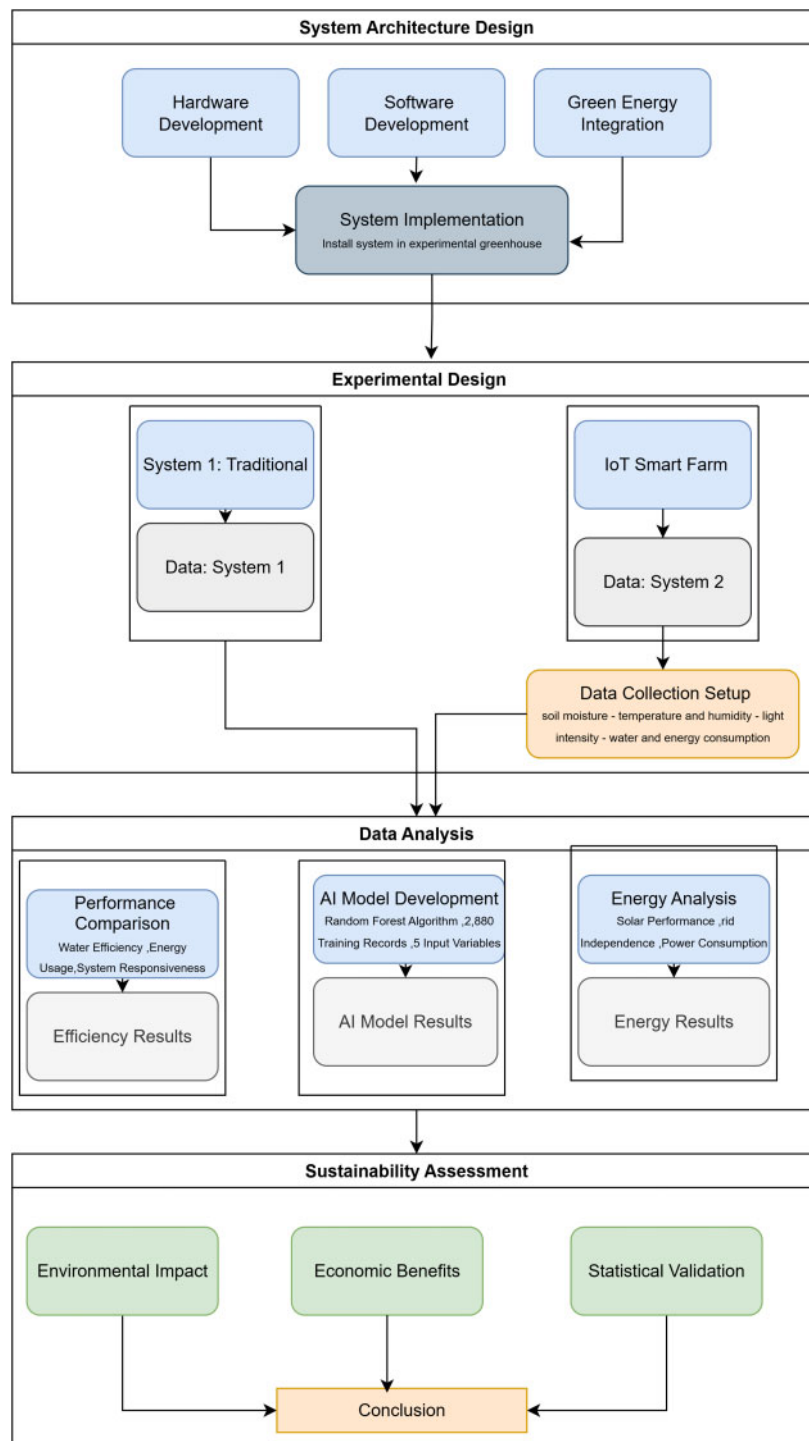 System Architecture Design
Hardware
Development
Software
Development
Green Energy
Integration
System Implementation
Install system in experimental greenhouse
Experimental Design
System 1: Traditional
IoT Smart Farm
Data: System 1
Data: System 2
Data Collection Setup
soil moisture - temperature and humidity - light
intensity - water and energy consumption
Data Analysis
Performance
Comparison
Water Efficiency ,Energy
Usage,System Responsiveness
Efficiency Results
AI Model Development
Random Forest Algorithm ,2,880
Training Records ,5 Input Variables
AI Model Results
Energy Analysis
Solar Performance ,rid
Independence ,Power Consumption
Energy Results
Sustainability Assessment
Environmental Impact
Economic Benefits
Statistical Validation
Conclusion